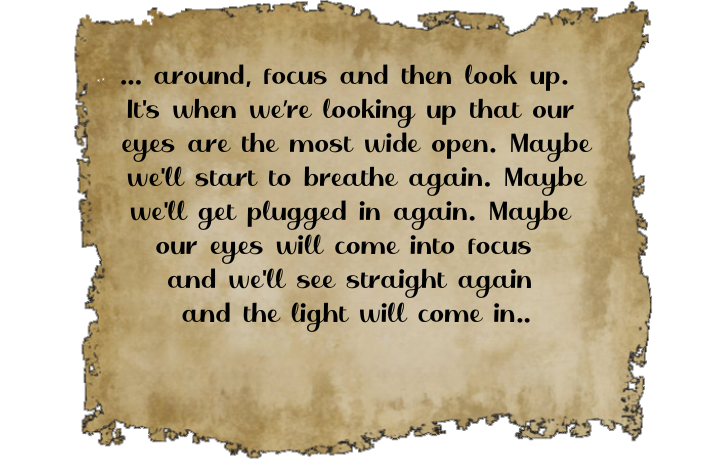 ... around, focus and then look up.
It's when we're looking up that our
eyes are the most wide open. Maybe
we'll start to breathe again. Maybe
we'll get plugged in again. Maybe
our eyes will come into focus
and we'll see straight again
and the light will come in..